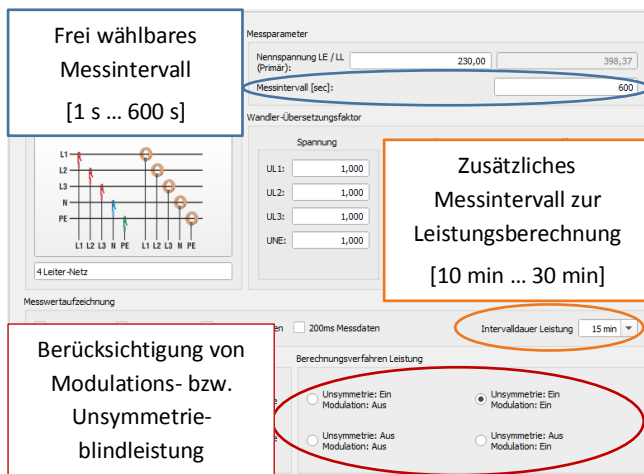 Frei wählbares
Messintervall
[1 s ... 600 s]
Messparameter
Nennspannung LE / LL
(Primär):
230,00
398,37
Messintervall [sec]:
600
Wandler-Übersetzungsfaktor
Spannung
UL1:
1,000
UL2:
1,000
UL3:
1,000
UNE:
1,000
L1
L2
L3
N
PE
L1 L2 L3 N PE L1 L2 L3 N PE
4 Leiter-Netz
Zusätzliches
Messintervall zur
Leistungsberechnung
[10 min ... 30 min]
Messwertaufzeichnung
200ms Messdaten
Intervalldauer Leistung
15 min
Berücksichtigung von
Modulations- bzw.
Unsymmetrie-
blindleistung
Berechnungsverfahren Leistung
Unsymmetrie: Ein
Modulation: Aus
Unsymmetrie: Ein
Modulation: Ein
Unsymmetrie: Aus
Modulation: Aus
Unsymmetrie: Aus
Modulation: Ein